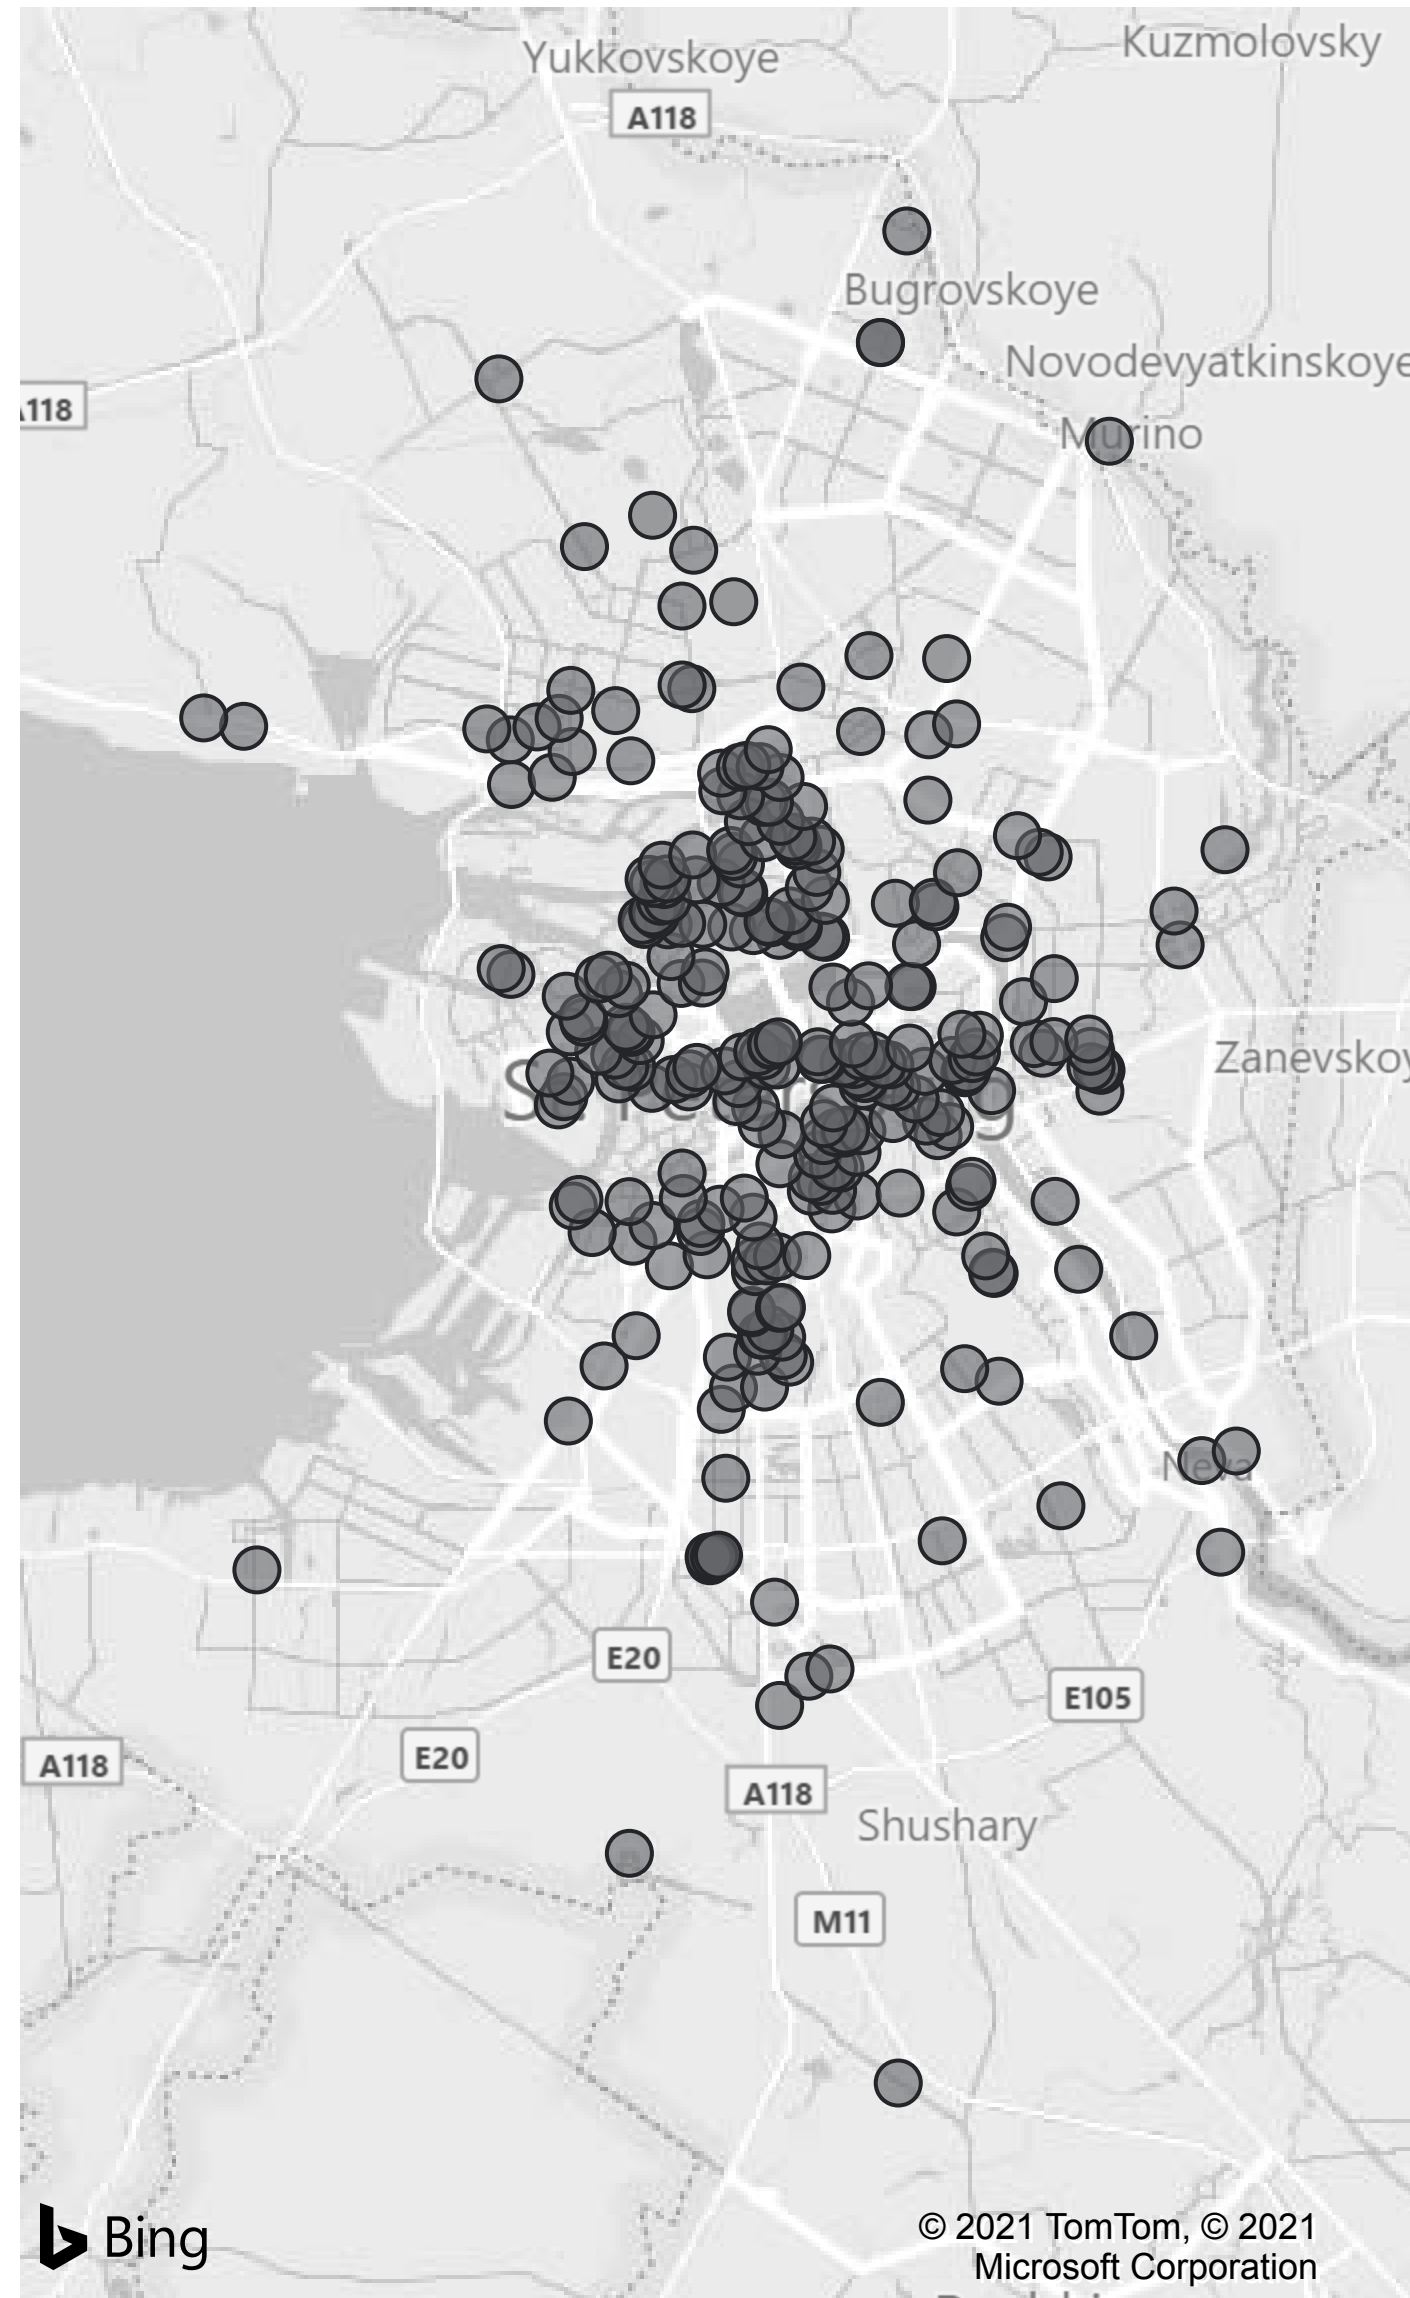 Yukkovskoye
Kuzmolovsky
A118
Bugrovskoye
Novodevyatkinskoye
A118
Murino
Zanevskoy
Neva
E20
E105
E20
A118
A118
Shushary
M11
Bing
© 2021 TomTom, © 2021
Microsoft Corporation